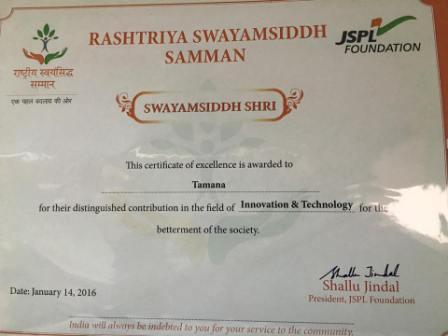 RASHTRIYA SWAYAMSIDDH
SAMMAN
JSPL
FOUNDATION
राष्ट्रीय स्वयंसिद्ध
सम्मान
एक पहल बदलाव की ओर
SWAYAMSIDDH SHRI
This certificate of excellence is awarded to
Tamana
for their distinguished contribution in the field of Innovation & Technology for the
betterment of the society.
Date: January 14, 2016
Shallu Jindal
Shallu Jindal
President, JSPL Foundation
India will always be indebted to you for your service to the community.